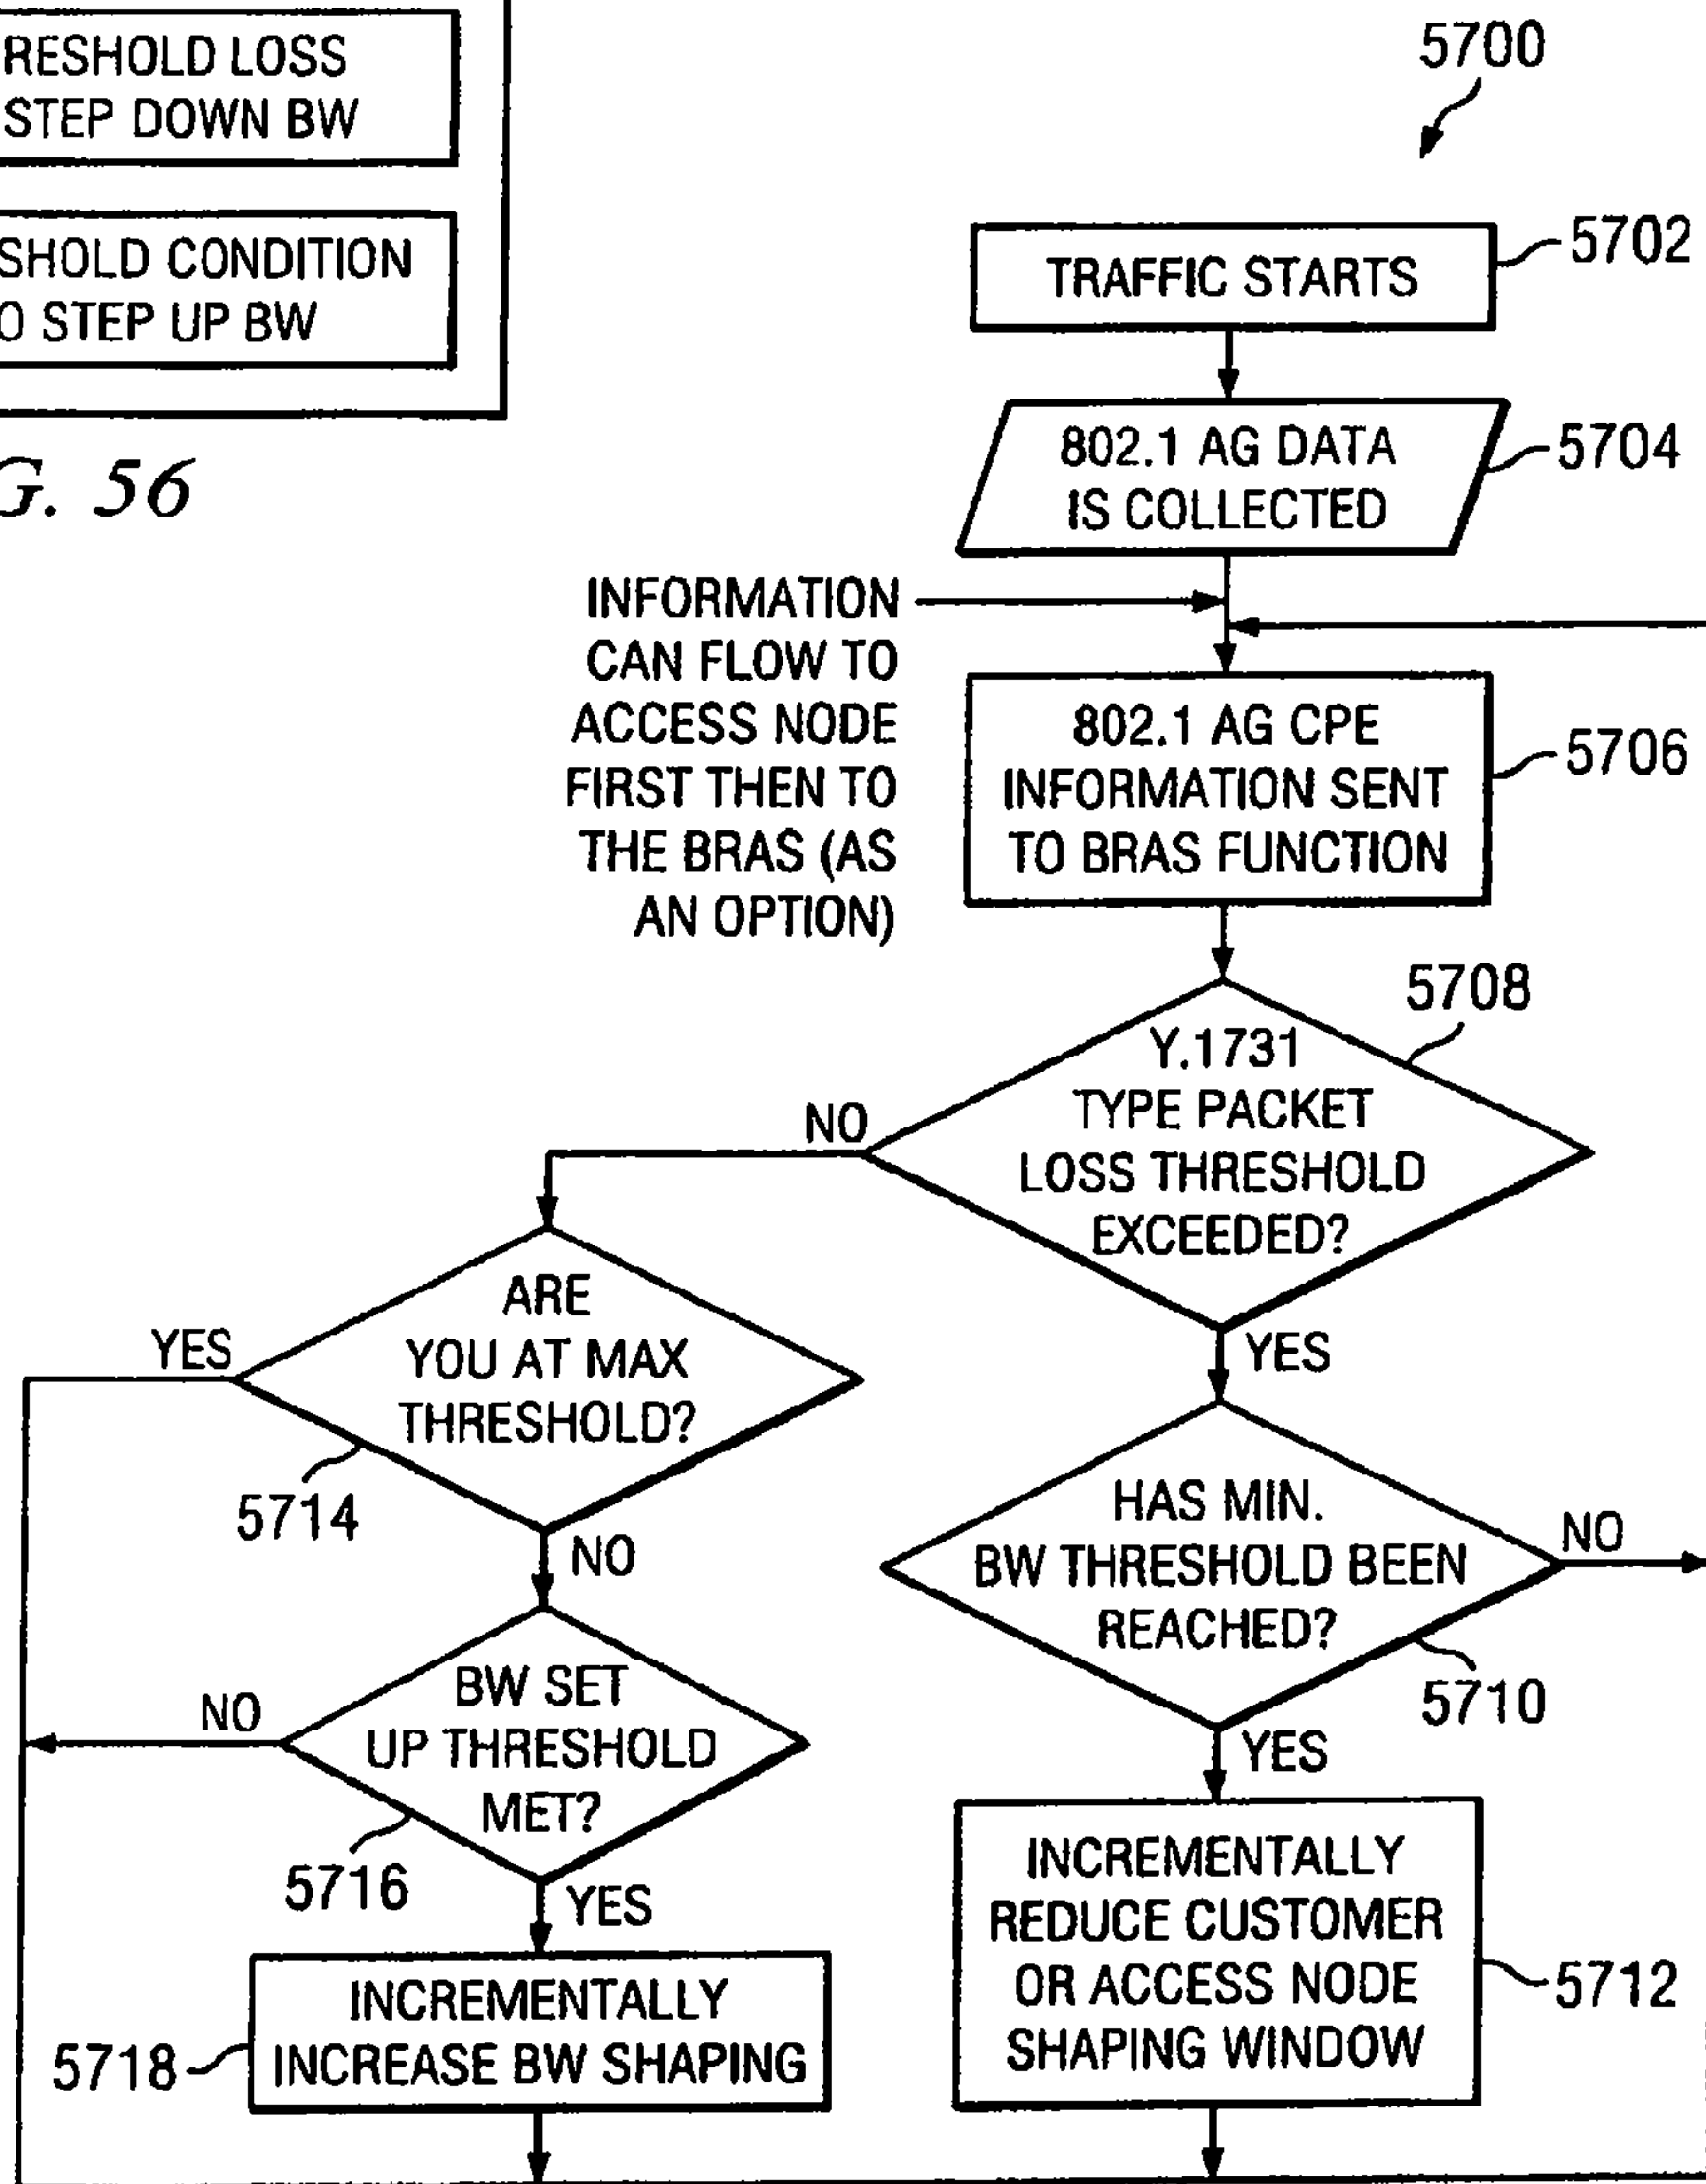 RESHOLD LOSS
STEP DOWN BW
SHOLD CONDITION
O STEP UP BW
G. 56
5700
TRAFFIC STARTS
5702
802.1 AG DATA
IS COLLECTED
5704
INFORMATION
CAN FLOW TO
ACCESS NODE
FIRST THEN TO
THE BRAS (AS
AN OPTION)
802.1 AG CPE
INFORMATION SENT
TO BRAS FUNCTION
5706
Y.1731
TYPE PACKET
LOSS THRESHOLD
EXCEEDED?
5708
NO
YES
ARE
YOU AT MAX
THRESHOLD?
YES
5714
NO
HAS MIN.
BW THRESHOLD BEEN
REACHED?
NO
5710
YES
BW SET
UP THRESHOLD
MET?
NO
5716
YES
INCREMENTALLY
REDUCE CUSTOMER
OR ACCESS NODE
SHAPING WINDOW
5712
INCREMENTALLY
INCREASE BW SHAPING
5718